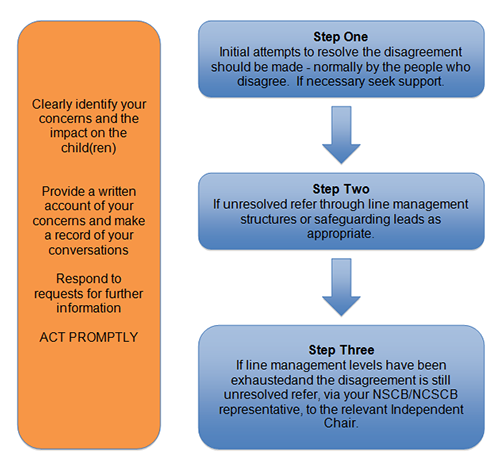 Clearly identify your
concerns and the
impact on the
child(ren)
Provide a written
account of your
concerns and make
a record of your
conversations
Respond to
requests for further
information
ACT PROMPTLY
Step One
Initial attempts to resolve the disagreement
should be made - normally by the people who
disagree.  If necessary seek support.
Step Two
If unresolved refer through line management
structures or safeguarding leads as
appropriate.
Step Three
If line management levels have been
exhaustedand the disagreement is still
unresolved refer, via your NSCB/NCSCB
representative, to the relevant Independent
Chair.